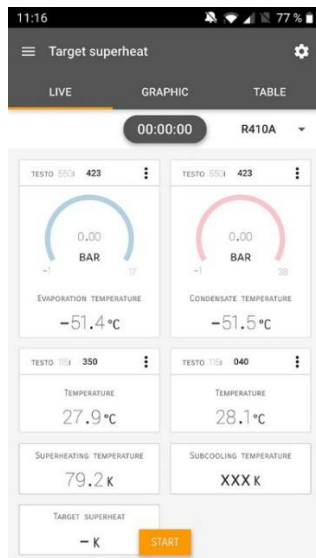 11:16 77 %
Target superheat
LIVE GRAPHIC TABLE
00:00:00 R410A
TESTO 550i 423 TESTO 550i 423
0.00 0.00
BAR BAR
-1 17 -1 38
EVAPORATION TEMPERATURE CONDENSATE TEMPERATURE
-51.4 °C -51.5 °C
TESTO 115i 350 TESTO 115i 040
TEMPERATURE TEMPERATURE
27.9 °C 28.1 °C
SUPERHEATING TEMPERATURE SUBCOOLING TEMPERATURE
79.2 K XXX K
TARGET SUPERHEAT
– K START